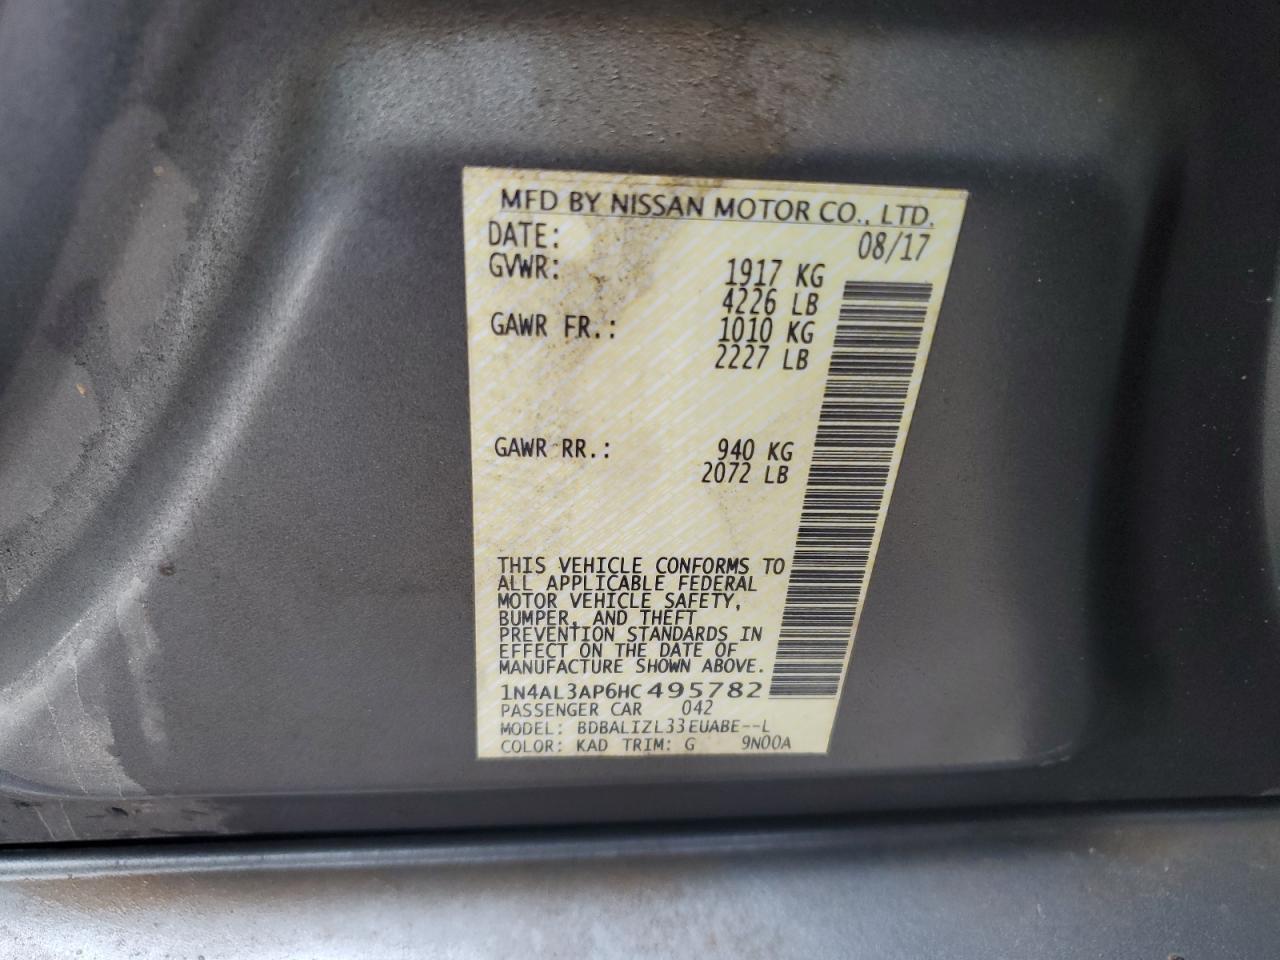 MFD BY NISSAN MOTOR CO., LTD.
DATE: 08/17
GVWR: 1917 KG
4226 LB
GAWR FR.: 1010 KG
2227 LB
GAWR RR.: 940 KG
2072 LB
THIS VEHICLE CONFORMS TO
ALL APPLICABLE FEDERAL
MOTOR VEHICLE SAFETY,
BUMPER, AND THEFT
PREVENTION STANDARDS IN
EFFECT ON THE DATE OF
MANUFACTURE SHOWN ABOVE.
1N4AL3AP6HC495782
PASSENGER CAR 042
MODEL: BDBALIZL33EUABE--L
COLOR: KAD TRIM: G 9N00A